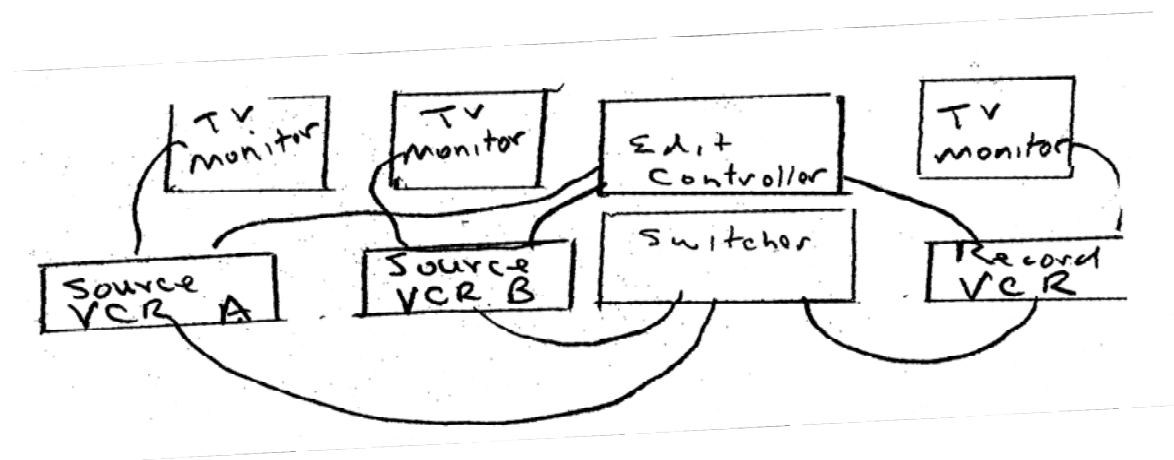 TV
monitor
TV
monitor
Edit
Controller
TV
monitor
Source
VCR A
Source
VCR B
Switcher
Record
VCR